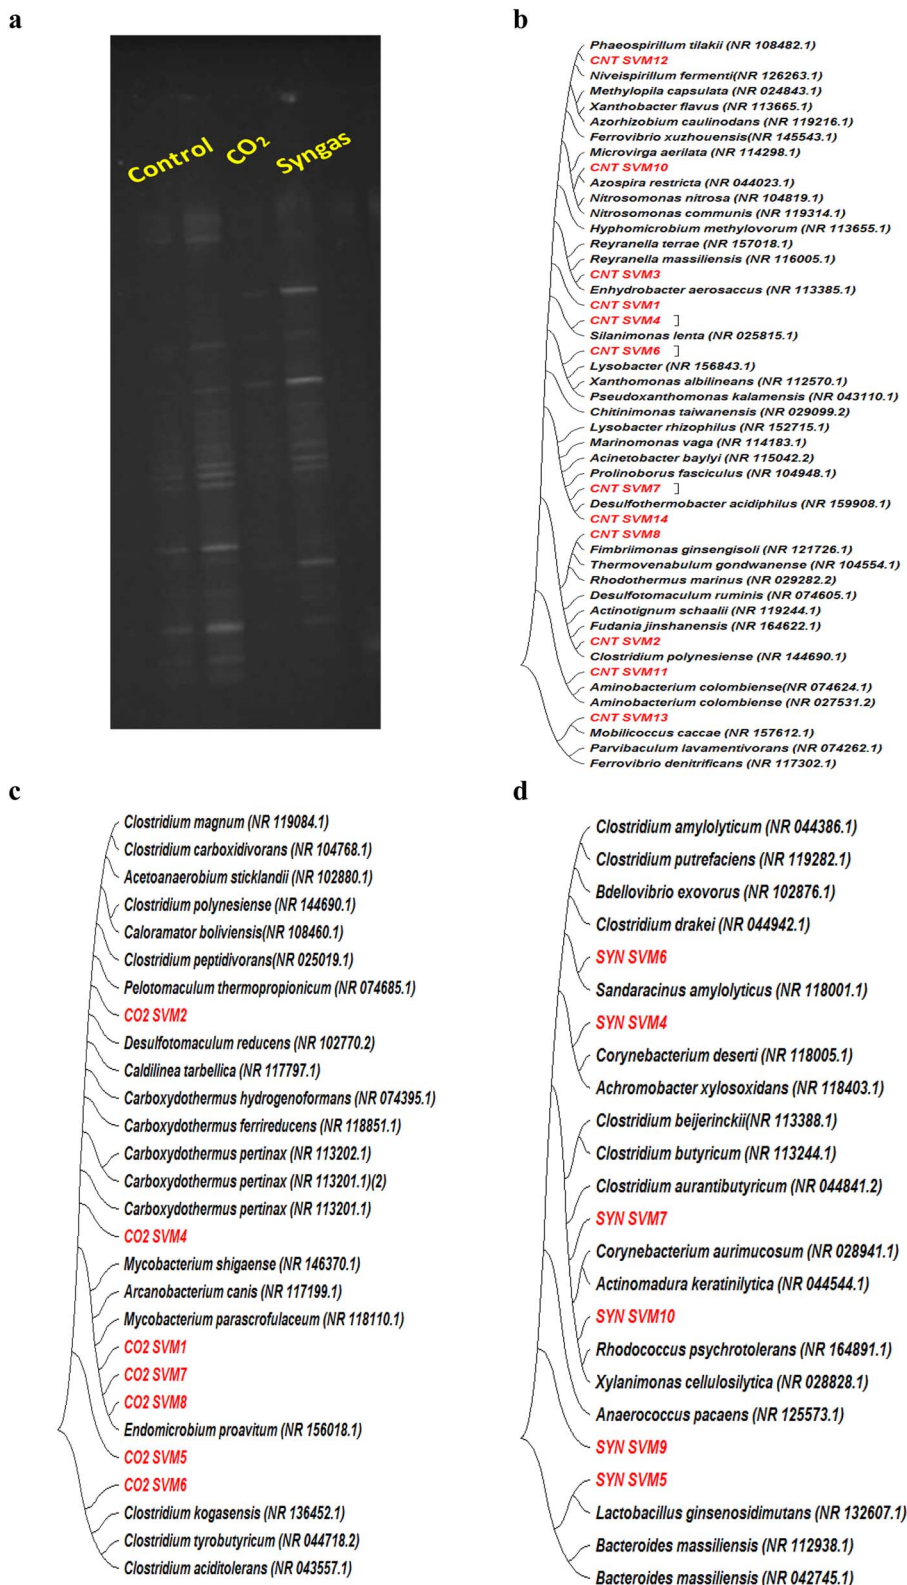 a
Control
CO₂
Syngas
b
Phaeospirillum tilakii (NR 108482.1)
CNT SVM12
Niveispirillum fermenti(NR 126263.1)
Methylopila capsulata (NR 024843.1)
Xanthobacter flavus (NR 113665.1)
Azorhizobium caulinodans (NR 119216.1)
Ferrovibrio xuzhouensis(NR 145543.1)
Microvirga aerilata (NR 114298.1)
CNT SVM10
Azospira restricta (NR 044023.1)
Nitrosomonas nitrosa (NR 104819.1)
Nitrosomonas communis (NR 119314.1)
Hyphomicrobium methylovorum (NR 113655.1)
Reyranella terrae (NR 157018.1)
Reyranella massiliensis (NR 116005.1)
CNT SVM3
Enhydrobacter aerosaccus (NR 113385.1)
CNT SVM1
CNT SVM4 ]
Silanimonas lenta (NR 025815.1)
CNT SVM6 ]
Lysobacter (NR 156843.1)
Xanthomonas albilineans (NR 112570.1)
Pseudoxanthomonas kalamensis (NR 043110.1)
Chitinimonas taiwanensis (NR 029099.2)
Lysobacter rhizophilus (NR 152715.1)
Marinomonas vaga (NR 114183.1)
Acinetobacter baylyi (NR 115042.2)
Prolinoborus fasciculus (NR 104948.1)
CNT SVM7 ]
Desulfothermobacter acidiphilus (NR 159908.1)
CNT SVM14
CNT SVM8
Fimbriimonas ginsengisoli (NR 121726.1)
Thermovenabulum gondwanense (NR 104554.1)
Rhodothermus marinus (NR 029282.2)
Desulfotomaculum ruminis (NR 074605.1)
Actinotignum schaalii (NR 119244.1)
Fudania jinshanensis (NR 164622.1)
CNT SVM2
Clostridium polynesiense (NR 144690.1)
CNT SVM11
Aminobacterium colombiense(NR 074624.1)
Aminobacterium colombiense (NR 027531.2)
CNT SVM13
Mobilicoccus caccae (NR 157612.1)
Parvibaculum lavamentivorans (NR 074262.1)
Ferrovibrio denitrificans (NR 117302.1)
c
Clostridium magnum (NR 119084.1)
Clostridium carboxidivorans (NR 104768.1)
Acetoanaerobium sticklandii (NR 102880.1)
Clostridium polynesiense (NR 144690.1)
Caloramator boliviensis(NR 108460.1)
Clostridium peptidivorans(NR 025019.1)
Pelotomaculum thermopropionicum (NR 074685.1)
CO2 SVM2
Desulfotomaculum reducens (NR 102770.2)
Caldilinea tarbellica (NR 117797.1)
Carboxydothermus hydrogenoformans (NR 074395.1)
Carboxydothermus ferrireducens (NR 118851.1)
Carboxydothermus pertinax (NR 113202.1)
Carboxydothermus pertinax (NR 113201.1)(2)
Carboxydothermus pertinax (NR 113201.1)
CO2 SVM4
Mycobacterium shigaense (NR 146370.1)
Arcanobacterium canis (NR 117199.1)
Mycobacterium parascrofulaceum (NR 118110.1)
CO2 SVM1
CO2 SVM7
CO2 SVM8
Endomicrobium proavitum (NR 156018.1)
CO2 SVM5
CO2 SVM6
Clostridium kogasensis (NR 136452.1)
Clostridium tyrobutyricum (NR 044718.2)
Clostridium aciditolerans (NR 043557.1)
d
Clostridium amylolyticum (NR 044386.1)
Clostridium putrefaciens (NR 119282.1)
Bdellovibrio exovorus (NR 102876.1)
Clostridium drakei (NR 044942.1)
SYN SVM6
Sandaracinus amylolyticus (NR 118001.1)
SYN SVM4
Corynebacterium deserti (NR 118005.1)
Achromobacter xylosoxidans (NR 118403.1)
Clostridium beijerinckii(NR 113388.1)
Clostridium butyricum (NR 113244.1)
Clostridium aurantibutyricum (NR 044841.2)
SYN SVM7
Corynebacterium aurimucosum (NR 028941.1)
Actinomadura keratinilytica (NR 044544.1)
SYN SVM10
Rhodococcus psychrotolerans (NR 164891.1)
Xylanimonas cellulosilytica (NR 028828.1)
Anaerococcus pacaens (NR 125573.1)
SYN SVM9
SYN SVM5
Lactobacillus ginsenosidimutans (NR 132607.1)
Bacteroides massiliensis (NR 112938.1)
Bacteroides massiliensis (NR 042745.1)